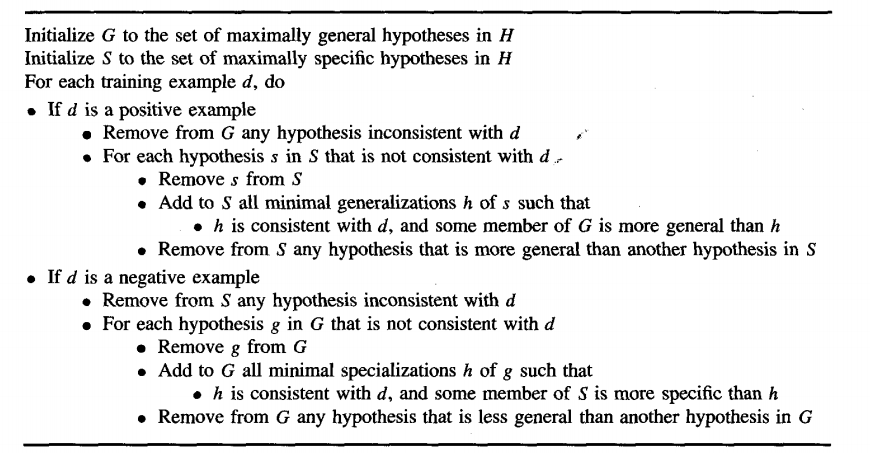 Initialize G to the set of maximally general hypotheses in H
Initialize S to the set of maximally specific hypotheses in H
For each training example d, do
• If d is a positive example
• Remove from G any hypothesis inconsistent with d
• For each hypothesis s in S that is not consistent with d
• Remove s from S
• Add to S all minimal generalizations h of s such that
• h is consistent with d, and some member of G is more general than h
• Remove from S any hypothesis that is more general than another hypothesis in S
• If d is a negative example
• Remove from S any hypothesis inconsistent with d
• For each hypothesis g in G that is not consistent with d
• Remove g from G
• Add to G all minimal specializations h of g such that
• h is consistent with d, and some member of S is more specific than h
• Remove from G any hypothesis that is less general than another hypothesis in G